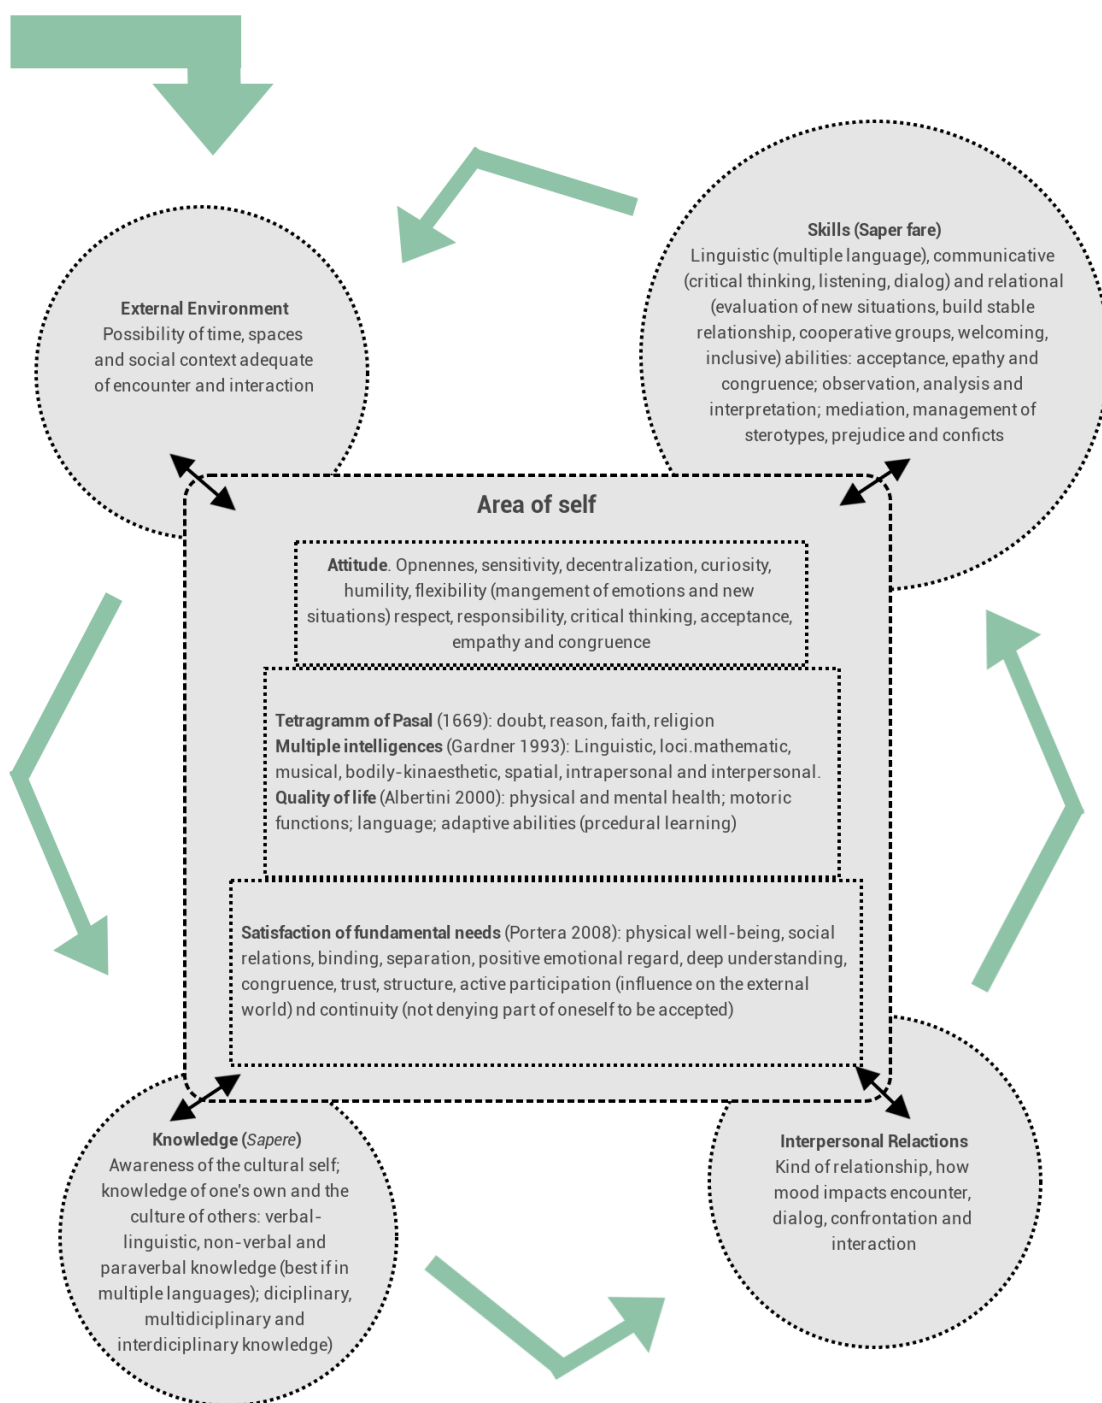 External Environment
Possibility of time, spaces
and social context adequate
of encounter and interaction
Skills (Saper fare)
Linguistic (multiple language), communicative
(critical thinking, listening, dialog) and relational
(evaluation of new situations, build stable
relationship, cooperative groups, welcoming,
inclusive) abilities: acceptance, epathy and
congruence; observation, analysis and
interpretation; mediation, management of
sterotypes, prejudice and conficts
Area of self
Attitude. Opnennes, sensitivity, decentralization, curiosity,
humility, flexibility (mangement of emotions and new
situations) respect, responsibility, critical thinking, acceptance,
empathy and congruence
Tetragramm of Pasal (1669): doubt, reason, faith, religion
Multiple intelligences (Gardner 1993): Linguistic, loci.mathematic,
musical, bodily-kinaesthetic, spatial, intrapersonal and interpersonal.
Quality of life (Albertini 2000): physical and mental health; motoric
functions; language; adaptive abilities (prcedural learning)
Satisfaction of fundamental needs (Portera 2008): physical well-being, social
relations, binding, separation, positive emotional regard, deep understanding,
congruence, trust, structure, active participation (influence on the external
world) nd continuity (not denying part of oneself to be accepted)
Knowledge (Sapere)
Awareness of the cultural self;
knowledge of one's own and the
culture of others: verbal-
linguistic, non-verbal and
paraverbal knowledge (best if in
multiple languages); diciplinary,
multidiciplinary and
interdiciplinary knowledge)
Interpersonal Relactions
Kind of relationship, how
mood impacts encounter,
dialog, confrontation and
interaction